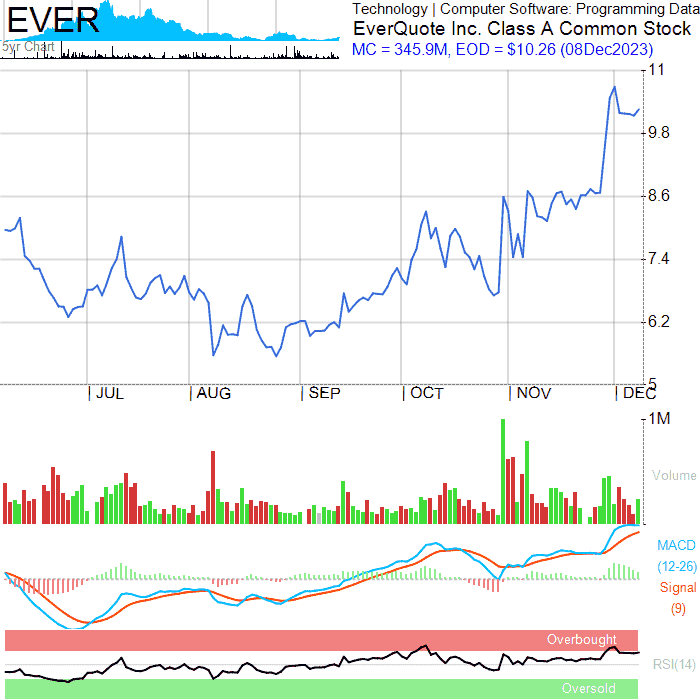 EVER
5yr Chart
Technology | Computer Software: Programming Data
EverQuote Inc. Class A Common Stock
MC = 345.9M, EOD = $10.26 (08Dec2023)
11
9.8
8.6
7.4
6.2
5
JUL AUG SEP OCT NOV DEC
1M
Volume
MACD
(12-26)
Signal
(9)
Overbought
RSI(14)
Oversold